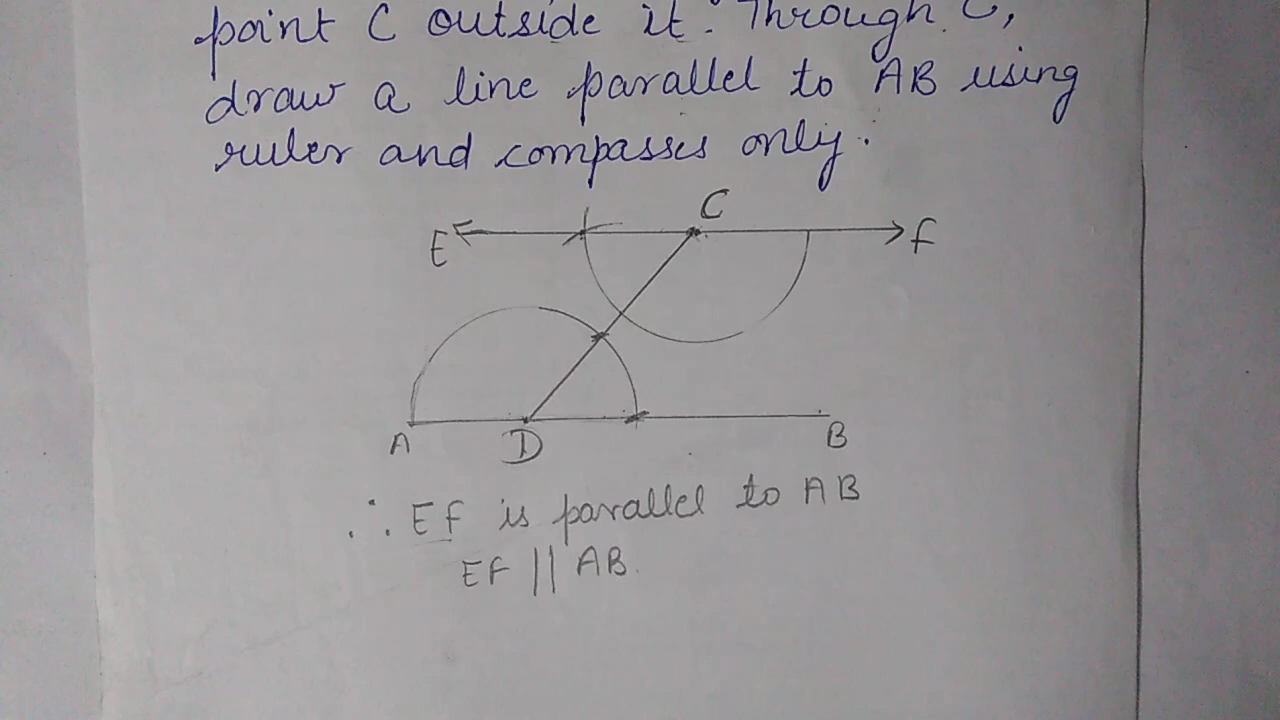 point C outside it. Through C,
draw a line parallel to AB using
ruler and compasses only.
C
E
F
A
D
B
∴ EF is parallel to AB
EF || AB.